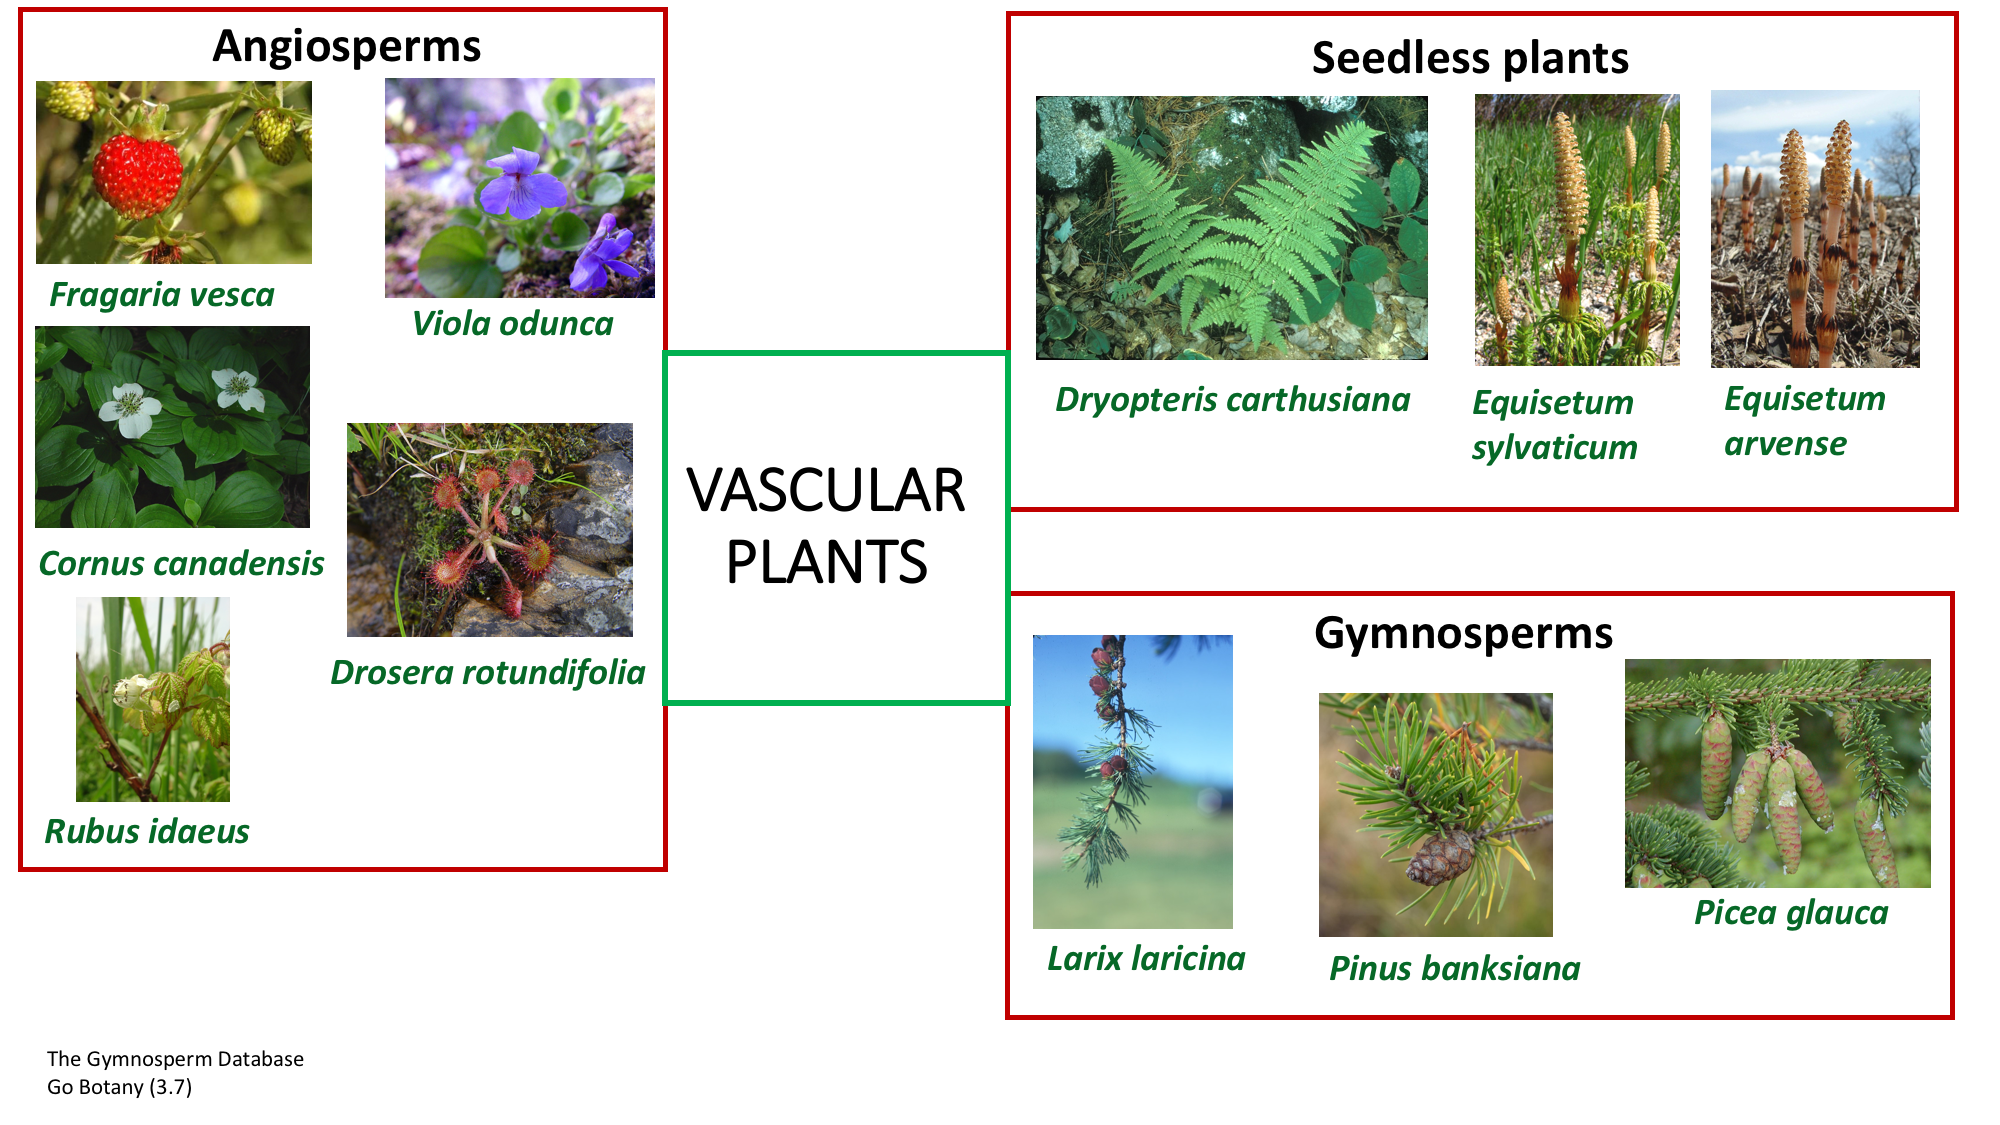 Angiosperms
Fragaria vesca
Viola odunca
Cornus canadensis
Drosera rotundifolia
Rubus idaeus
VASCULAR
PLANTS
Seedless plants
Dryopteris carthusiana
Equisetum
sylvaticum
Equisetum
arvense
Gymnosperms
Larix laricina
Pinus banksiana
Picea glauca
The Gymnosperm Database
Go Botany (3.7)